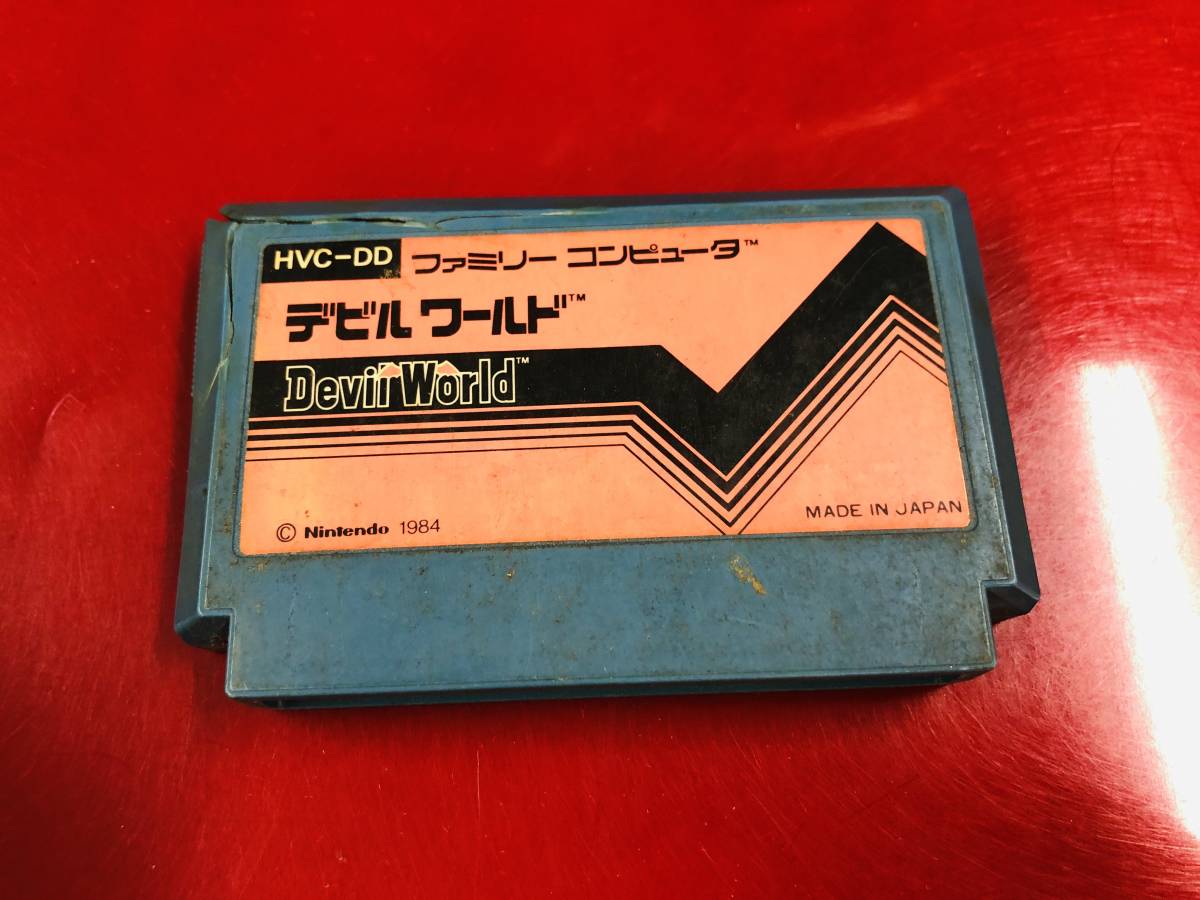 HVC-DD ファミリー コンピュータ™
デビル ワールド™
Devil World™
© Nintendo 1984
MADE IN JAPAN